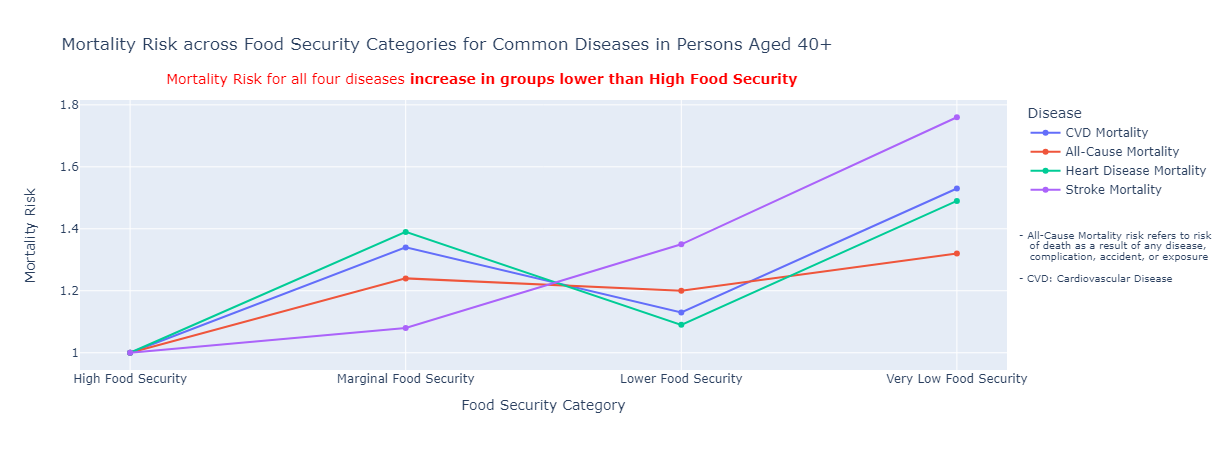 Mortality Risk across Food Security Categories for Common Diseases in Persons Aged 40+
Mortality Risk for all four diseases increase in groups lower than High Food Security
1.8
1.6
1.4
1.2
1
Mortality Risk
High Food Security
Marginal Food Security
Lower Food Security
Very Low Food Security
Food Security Category
Disease
CVD Mortality
All-Cause Mortality
Heart Disease Mortality
Stroke Mortality
- All-Cause Mortality risk refers to risk
of death as a result of any disease,
complication, accident, or exposure
- CVD: Cardiovascular Disease